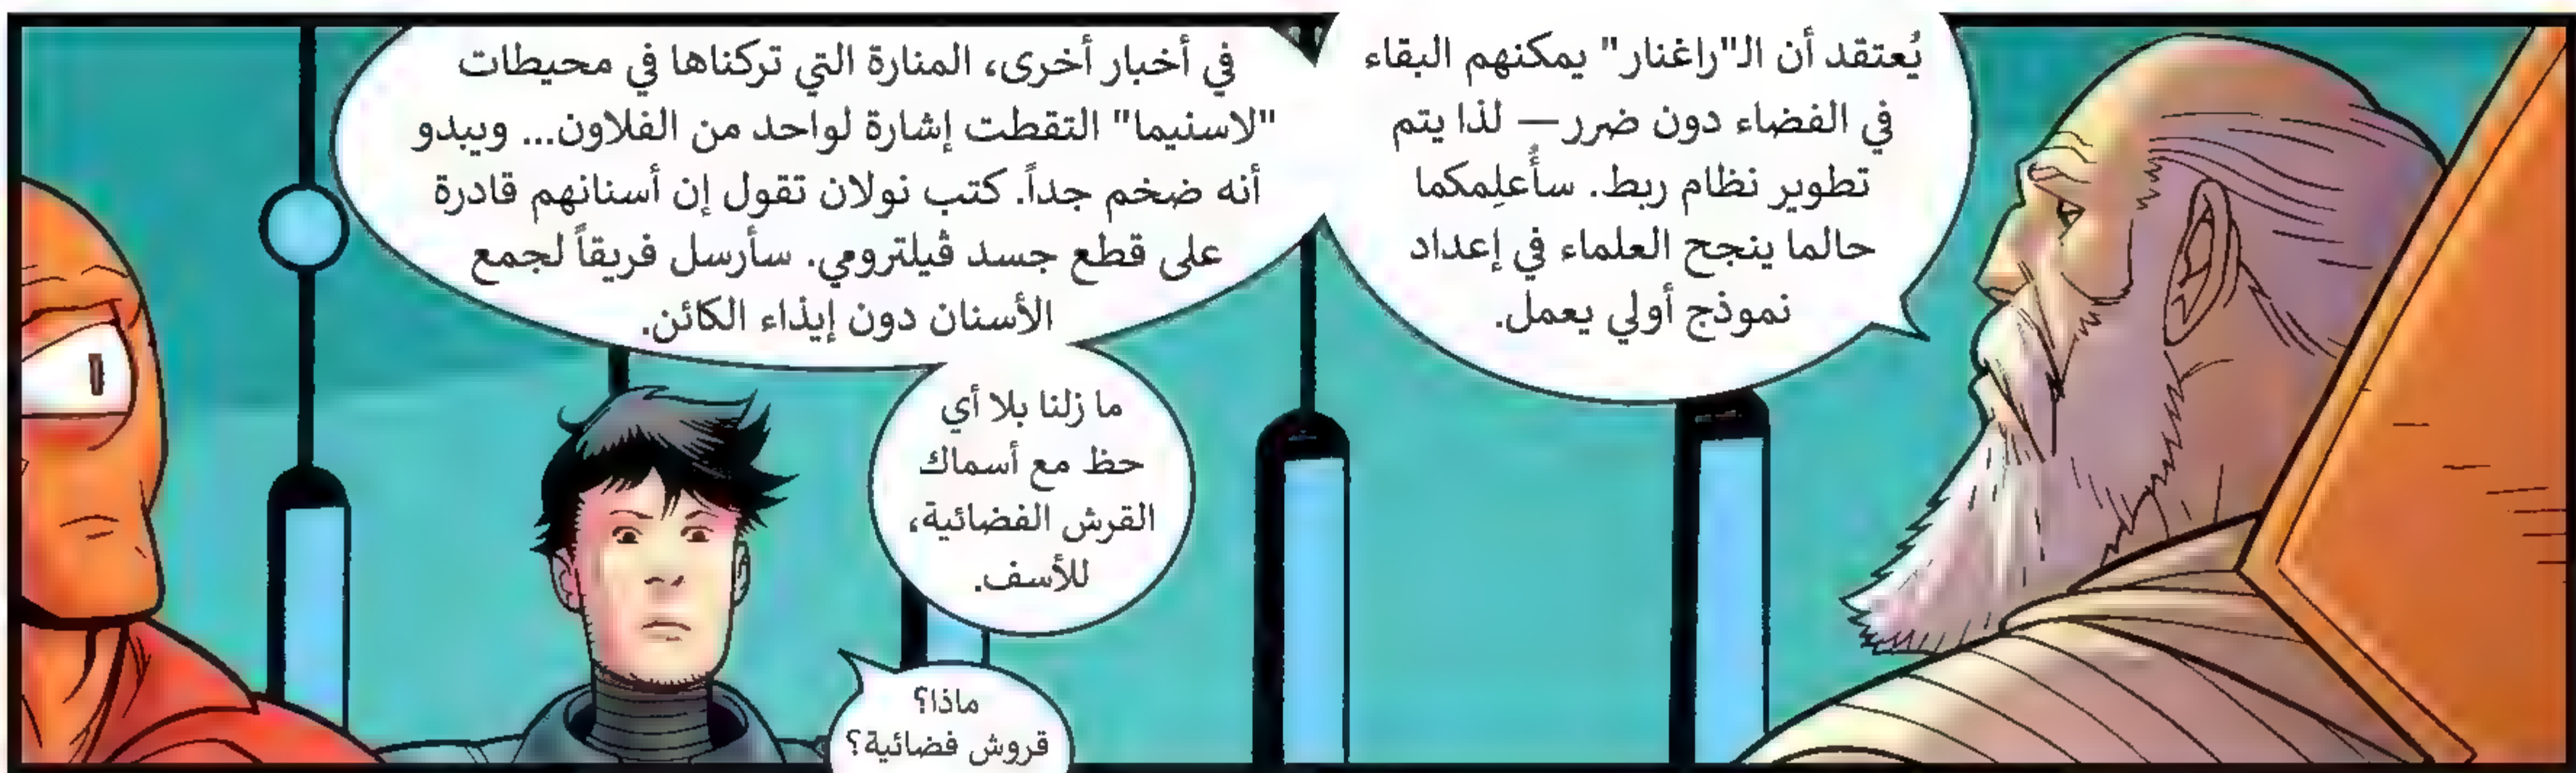 يُعتقد أن الـ"راغنار" يمكنهم البقاء
في الفضاء دون ضرر — لذا يتم
تطوير نظام ربط. سأُعلِمكما
حالما ينجح العلماء في إعداد
نموذج أولي يعمل.
في أخبار أخرى، المنارة التي تركناها في محيطات
"لاسنيما" التقطت إشارة لواحد من الفلاون... ويبدو
أنه ضخم جداً. كتب نولان تقول إن أسنانهم قادرة
على قطع جسد ڤيلترومي. سأرسل فريقاً لجمع
الأسنان دون إيذاء الكائن.
ما زلنا بلا أي
حظ مع أسماك
القرش الفضائية،
للأسف.
ماذا؟
قروش فضائية؟